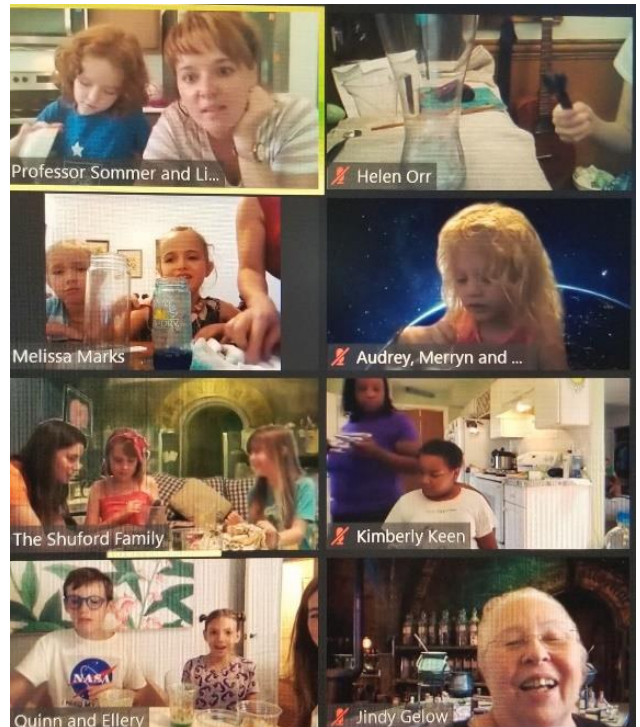 Professor Sommer and Li...
Helen Orr
Melissa Marks
Audrey, Merryn and ...
The Shuford Family
Kimberly Keen
NASA
Quinn and Ellery
Jindy Gelow